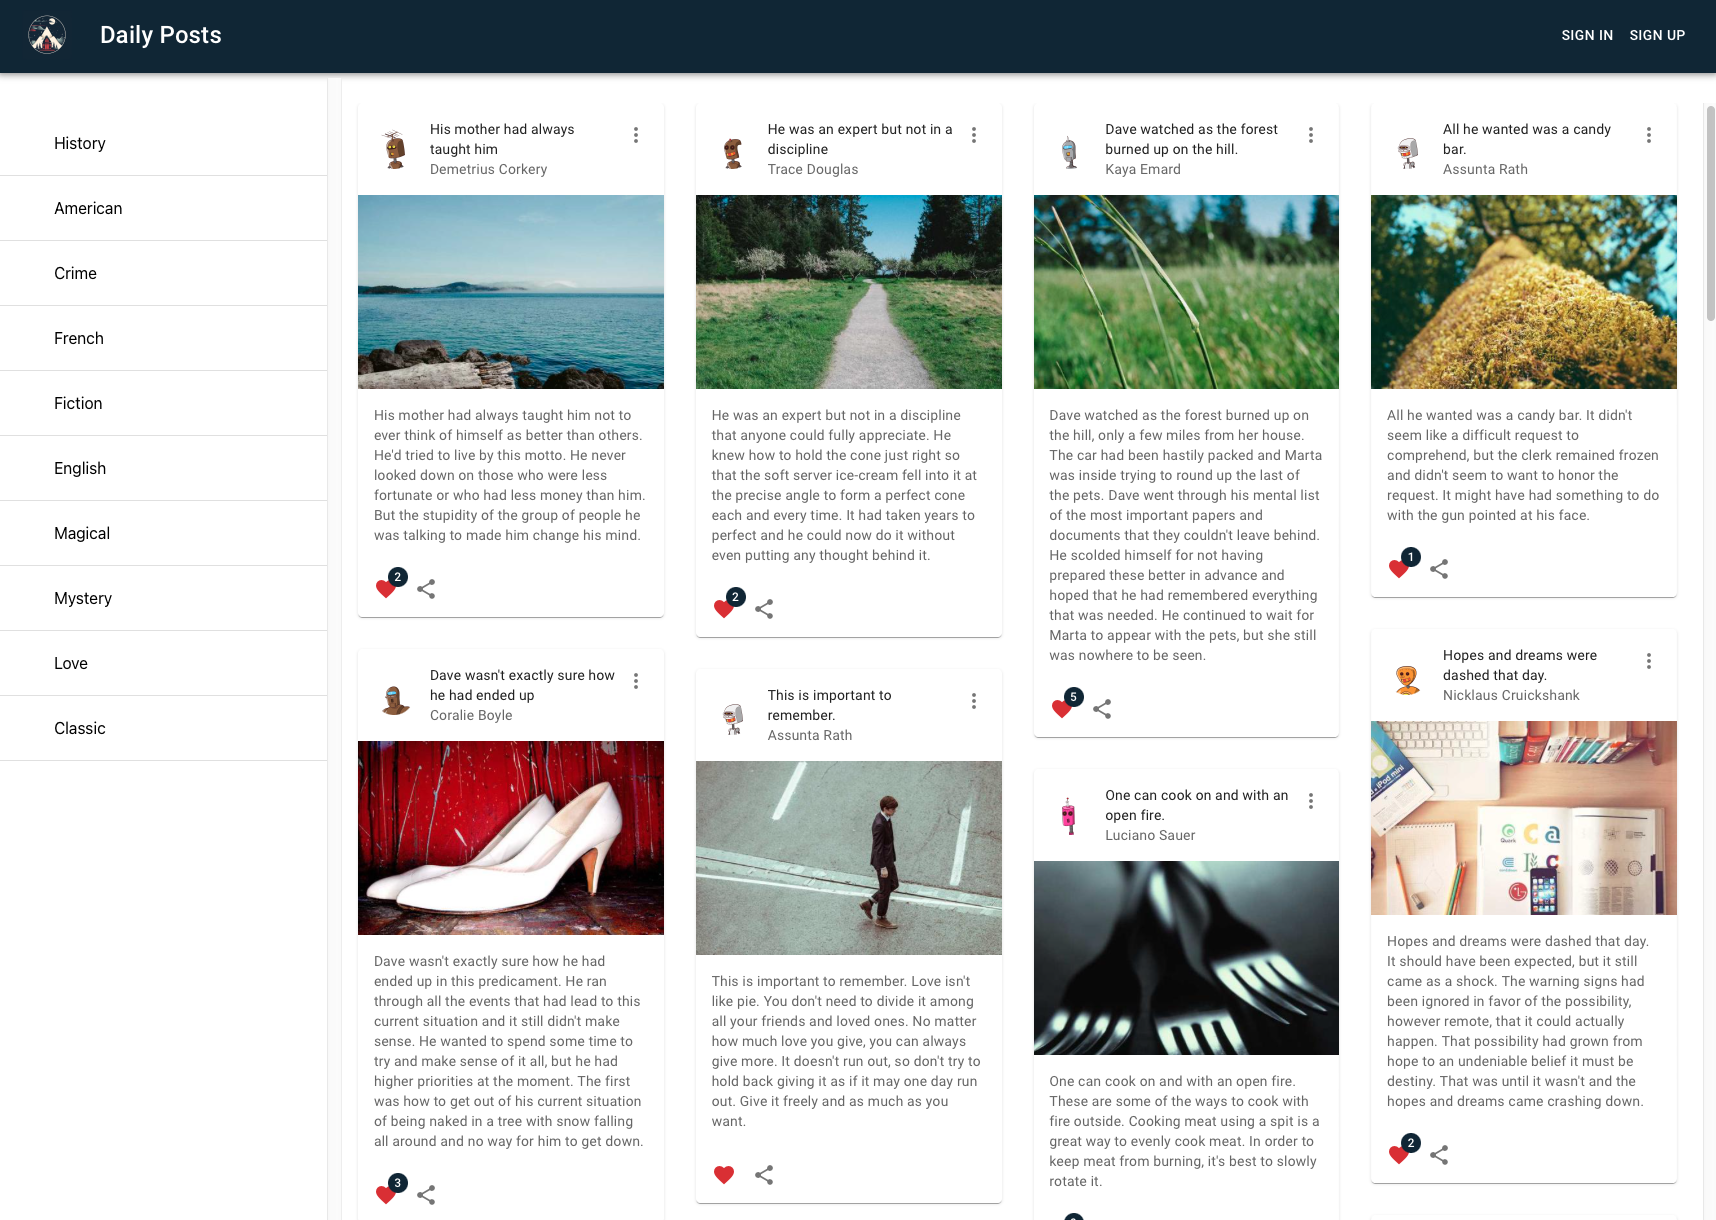 Daily Posts
SIGN IN
SIGN UP
History
American
Crime
French
Fiction
English
Magical
Mystery
Love
Classic
His mother had always
taught him
Demetrius Corkery
His mother had always taught him not to
ever think of himself as better than others.
He'd tried to live by this motto. He never
looked down on those who were less
fortunate or who had less money than him.
But the stupidity of the group of people he
was talking to made him change his mind.
2
Dave wasn't exactly sure how
he had ended up
Coralie Boyle
Dave wasn't exactly sure how he had
ended up in this predicament. He ran
through all the events that had lead to this
current situation and it still didn't make
sense. He wanted to spend some time to
try and make sense of it all, but he had
higher priorities at the moment. The first
was how to get out of his current situation
of being naked in a tree with snow falling
all around and no way for him to get down.
3
He was an expert but not in a
discipline
Trace Douglas
He was an expert but not in a discipline
that anyone could fully appreciate. He
knew how to hold the cone just right so
that the soft server ice-cream fell into it at
the precise angle to form a perfect cone
each and every time. It had taken years to
perfect and he could now do it without
even putting any thought behind it.
2
This is important to
remember.
Assunta Rath
This is important to remember. Love isn't
like pie. You don't need to divide it among
all your friends and loved ones. No matter
how much love you give, you can always
give more. It doesn't run out, so don't try to
hold back giving it as if it may one day run
out. Give it freely and as much as you
want.
Dave watched as the forest
burned up on the hill.
Kaya Emard
Dave watched as the forest burned up on
the hill, only a few miles from her house.
The car had been hastily packed and Marta
was inside trying to round up the last of
the pets. Dave went through his mental list
of the most important papers and
documents that they couldn't leave behind.
He scolded himself for not having
prepared these better in advance and
hoped that he had remembered everything
that was needed. He continued to wait for
Marta to appear with the pets, but she still
was nowhere to be seen.
5
One can cook on and with an
open fire.
Luciano Sauer
One can cook on and with an open fire.
These are some of the ways to cook with
fire outside. Cooking meat using a spit is a
great way to evenly cook meat. In order to
keep meat from burning, it's best to slowly
rotate it.
All he wanted was a candy
bar.
Assunta Rath
All he wanted was a candy bar. It didn't
seem like a difficult request to
comprehend, but the clerk remained frozen
and didn't seem to want to honor the
request. It might have had something to do
with the gun pointed at his face.
1
Hopes and dreams were
dashed that day.
Nicklaus Cruickshank
iPod mini
Hopes and dreams were dashed that day.
It should have been expected, but it still
came as a shock. The warning signs had
been ignored in favor of the possibility,
however remote, that it could actually
happen. That possibility had grown from
hope to an undeniable belief it must be
destiny. That was until it wasn't and the
hopes and dreams came crashing down.
2